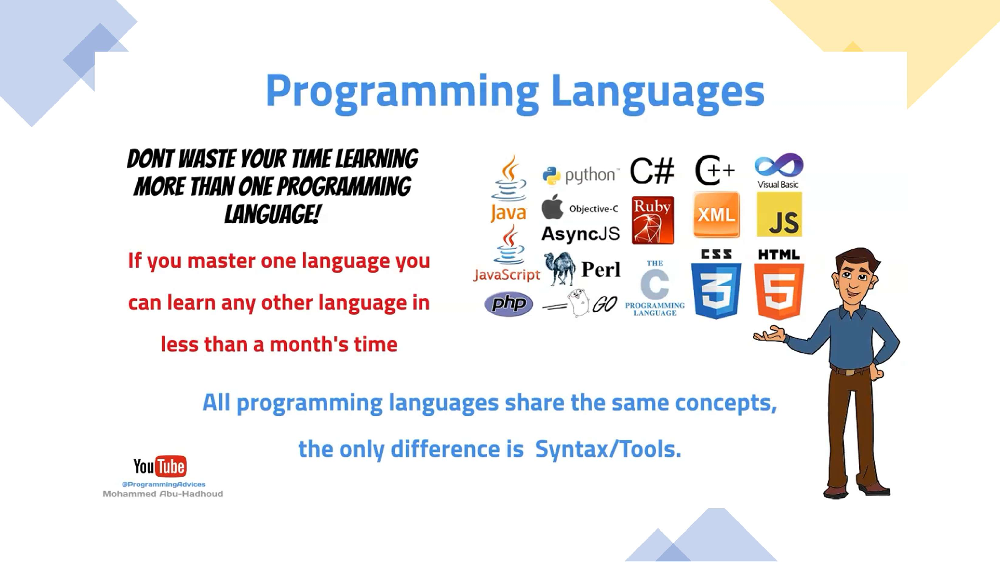 Programming Languages
DONT WASTE YOUR TIME LEARNING
MORE THAN ONE PROGRAMMING
LANGUAGE!
If you master one language you
can learn any other language in
less than a month's time
Java
python™
C#
C++
Visual Basic
Objective-C
Ruby
XML
JS
AsyncJS
JavaScript
Perl
THE
C
PROGRAMMING
LANGUAGE
CSS
3
HTML
5
php
GO
All programming languages share the same concepts,
the only difference is Syntax/Tools.
YouTube
@ProgrammingAdvices
Mohammed Abu-Hadhoud